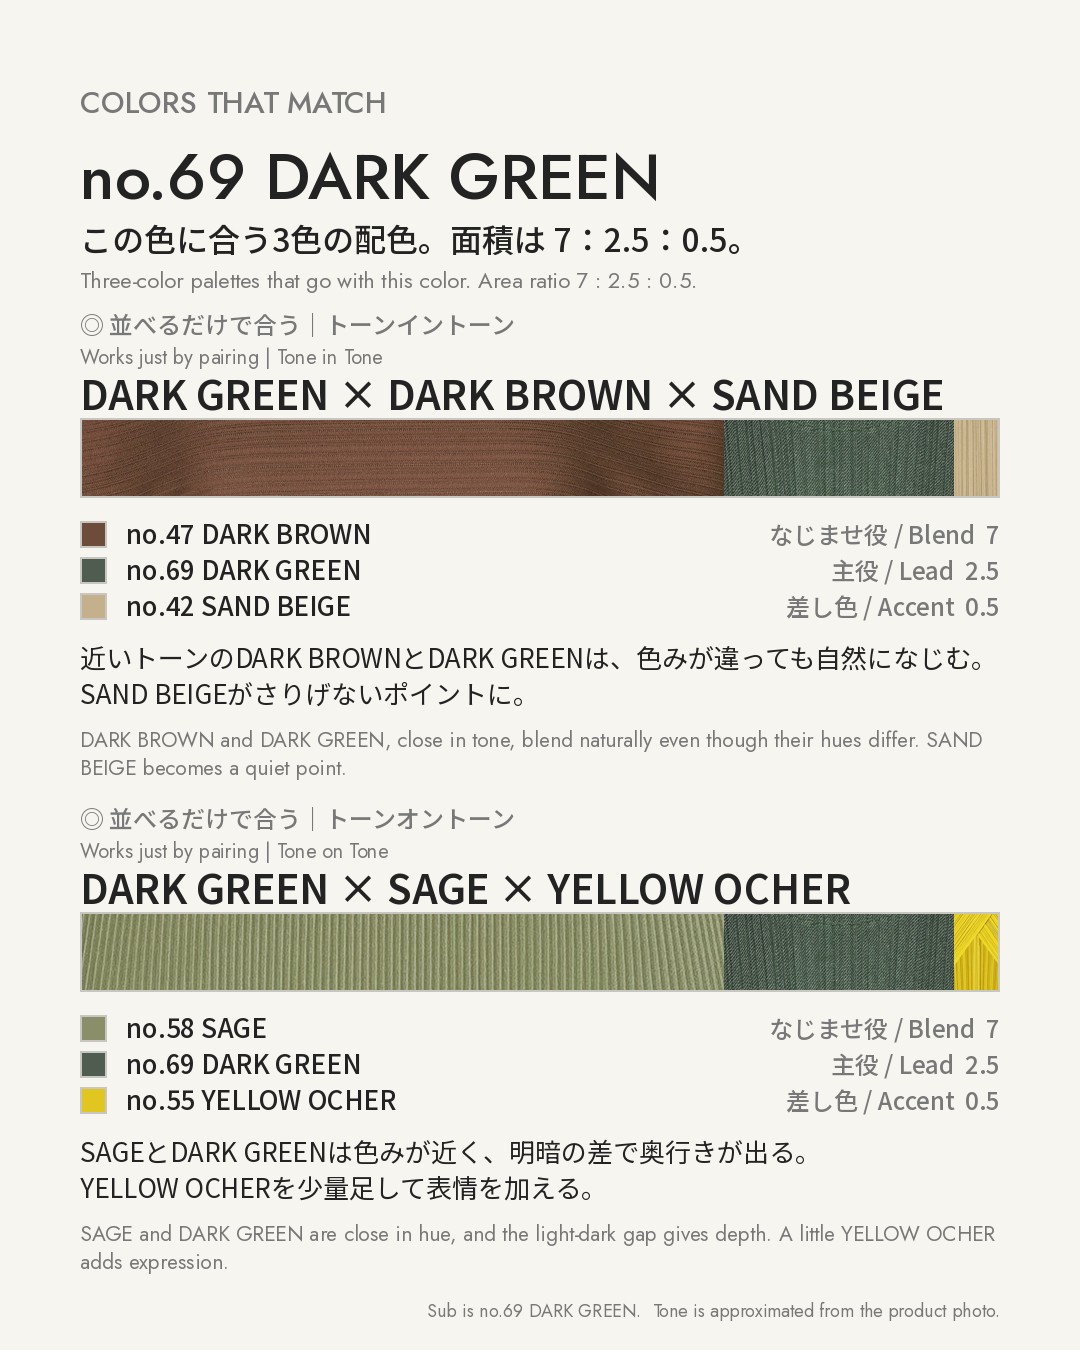 COLORS THAT MATCH
no.69 DARK GREEN
この色に合う3色の配色。面積は 7：2.5：0.5。
Three-color palettes that go with this color. Area ratio 7 : 2.5 : 0.5.
◎ 並べるだけで合う｜トーンイントーン
Works just by pairing | Tone in Tone
DARK GREEN × DARK BROWN × SAND BEIGE
no.47 DARK BROWN なじませ役 / Blend 7
no.69 DARK GREEN 主役 / Lead 2.5
no.42 SAND BEIGE 差し色 / Accent 0.5
近いトーンのDARK BROWNとDARK GREENは、色みが違っても自然になじむ。
SAND BEIGEがさりげないポイントに。
DARK BROWN and DARK GREEN, close in tone, blend naturally even though their hues differ. SAND
BEIGE becomes a quiet point.
◎ 並べるだけで合う｜トーンオントーン
Works just by pairing | Tone on Tone
DARK GREEN × SAGE × YELLOW OCHER
no.58 SAGE なじませ役 / Blend 7
no.69 DARK GREEN 主役 / Lead 2.5
no.55 YELLOW OCHER 差し色 / Accent 0.5
SAGEとDARK GREENは色みが近く、明暗の差で奥行きが出る。
YELLOW OCHERを少量足して表情を加える。
SAGE and DARK GREEN are close in hue, and the light-dark gap gives depth. A little YELLOW OCHER
adds expression.
Sub is no.69 DARK GREEN. Tone is approximated from the product photo.